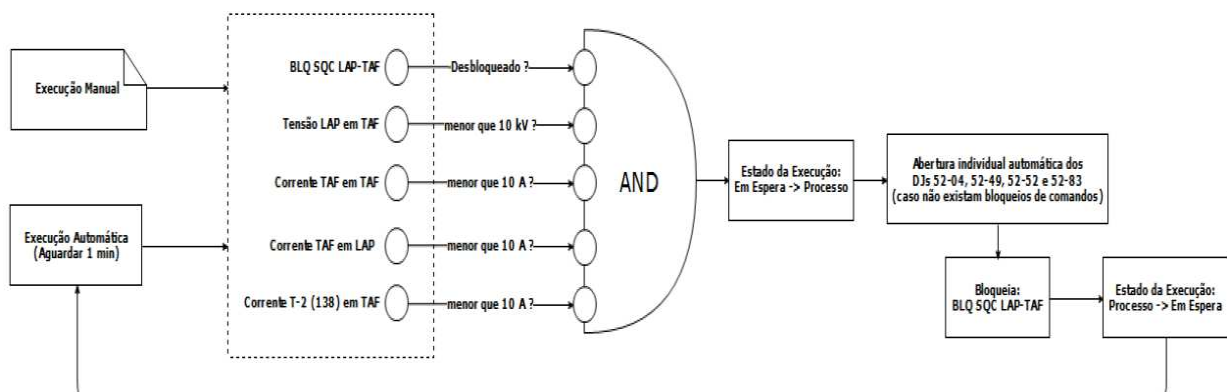 Execução Manual
Execução Automática
(Aguardar 1 min)
BLQ SQC LAP-TAF
Desbloqueado ?
Tensão LAP em TAF
menor que 10 kV ?
Corrente TAF em TAF
menor que 10 A ?
Corrente TAF em LAP
menor que 10 A ?
Corrente T-2 (138) em TAF
menor que 10 A ?
AND
Estado da Execução:
Em Espera -> Processo
Abertura individual automática dos
DJs 52-04, 52-49, 52-52 e 52-83
(caso não existam bloqueios de comandos)
Bloqueia:
BLQ SQC LAP-TAF
Estado da Execução:
Processo -> Em Espera